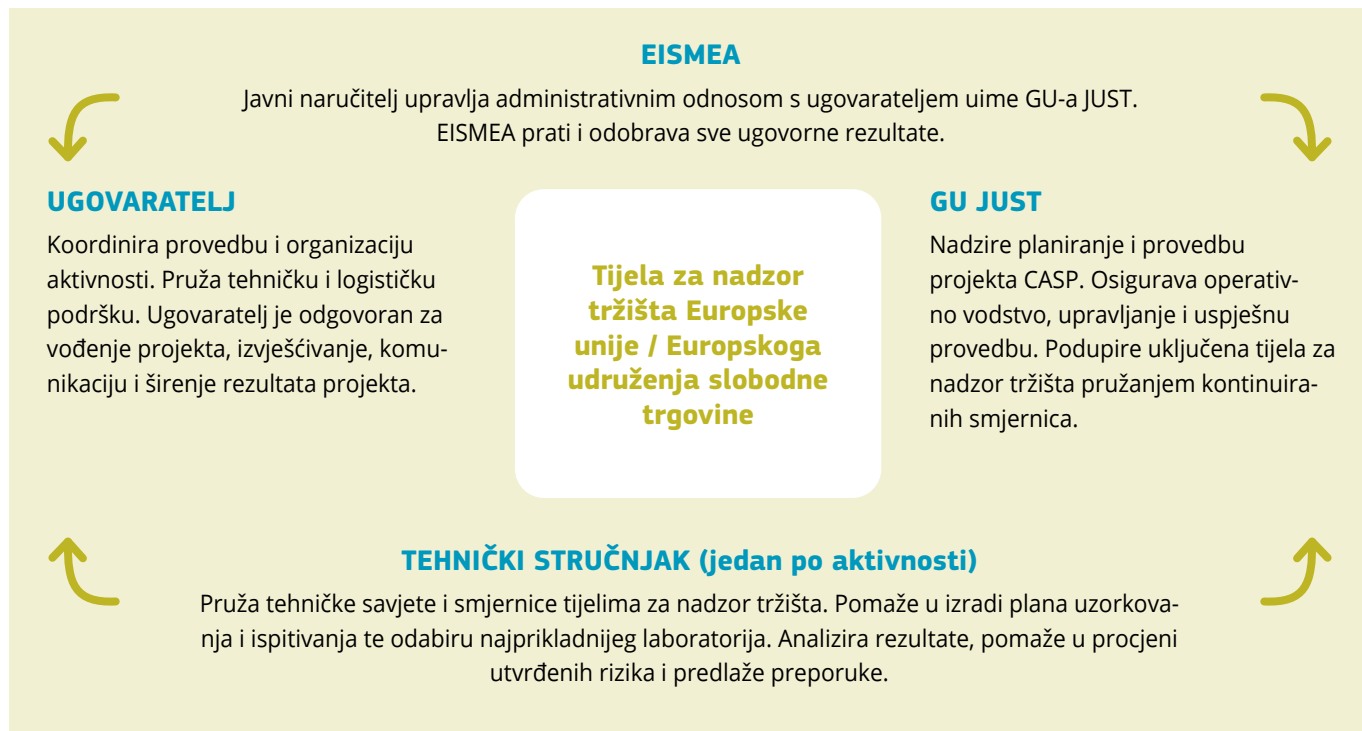 EISMEA
Javni naručitelj upravlja administrativnim odnosom s ugovarateljem uime GU-a JUST.
EISMEA prati i odobrava sve ugovorne rezultate.
UGOVARATELJ
Koordinira provedbu i organizaciju
aktivnosti. Pruža tehničku i logističku
podršku. Ugovaratelj je odgovoran za
vođenje projekta, izvješćivanje, komu-
nikaciju i širenje rezultata projekta.
Tijela za nadzor
tržišta Europske
unije / Europskoga
udruženja slobodne
trgovine
GU JUST
Nadzire planiranje i provedbu
projekta CASP. Osigurava operativ-
no vodstvo, upravljanje i uspješnu
provedbu. Podupire uključena tijela za
nadzor tržišta pružanjem kontinuira-
nih smjernica.
TEHNIČKI STRUČNJAK (jedan po aktivnosti)
Pruža tehničke savjete i smjernice tijelima za nadzor tržišta. Pomaže u izradi plana uzorkova-
nja i ispitivanja te odabiru najprikladnijeg laboratorija. Analizira rezultate, pomaže u procjeni
utvrđenih rizika i predlaže preporuke.